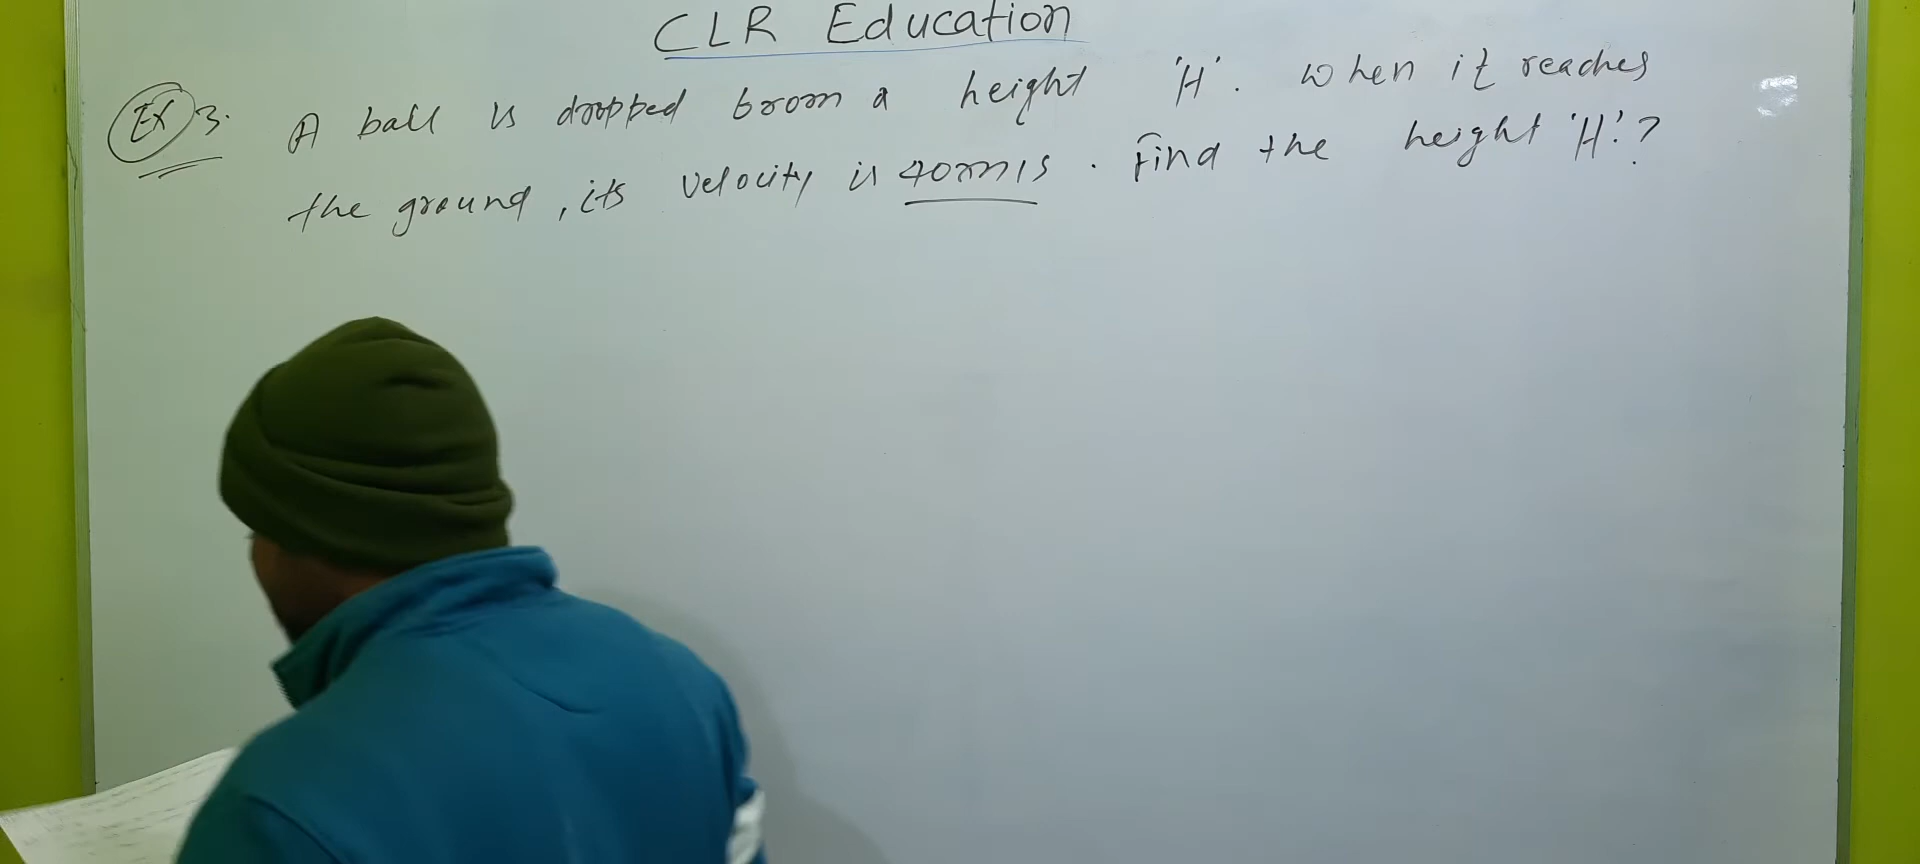 CLR Education
Ex 3. A ball is dropped from a height 'H'. When it reaches
the ground, its velocity is 40m/s. Find the height 'H'?